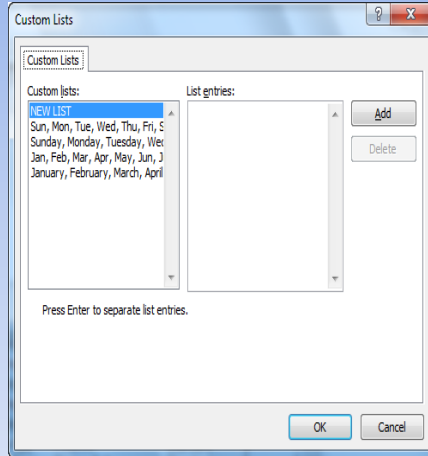 Custom Lists
Custom Lists
Custom lists:
List entries:
NEW LIST
Sun, Mon, Tue, Wed, Thu, Fri, S
Sunday, Monday, Tuesday, Wec
Jan, Feb, Mar, Apr, May, Jun, J
January, February, March, April
Add
Delete
Press Enter to separate list entries.
OK
Cancel